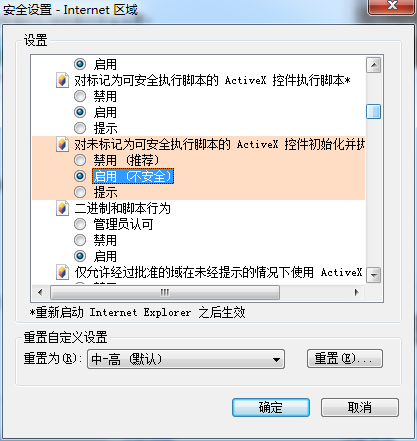 安全设置 - Internet 区域
设置
启用
对标记为可安全执行脚本的 ActiveX 控件执行脚本*
禁用
启用
提示
对未标记为可安全执行脚本的 ActiveX 控件初始化并执
禁用 (推荐)
启用 (不安全)
提示
二进制和脚本行为
管理员认可
禁用
启用
仅允许经过批准的域在未经提示的情况下使用 ActiveX
*重新启动 Internet Explorer 之后生效
重置自定义设置
重置为(R): 中-高 (默认) 重置(E)...
确定 取消